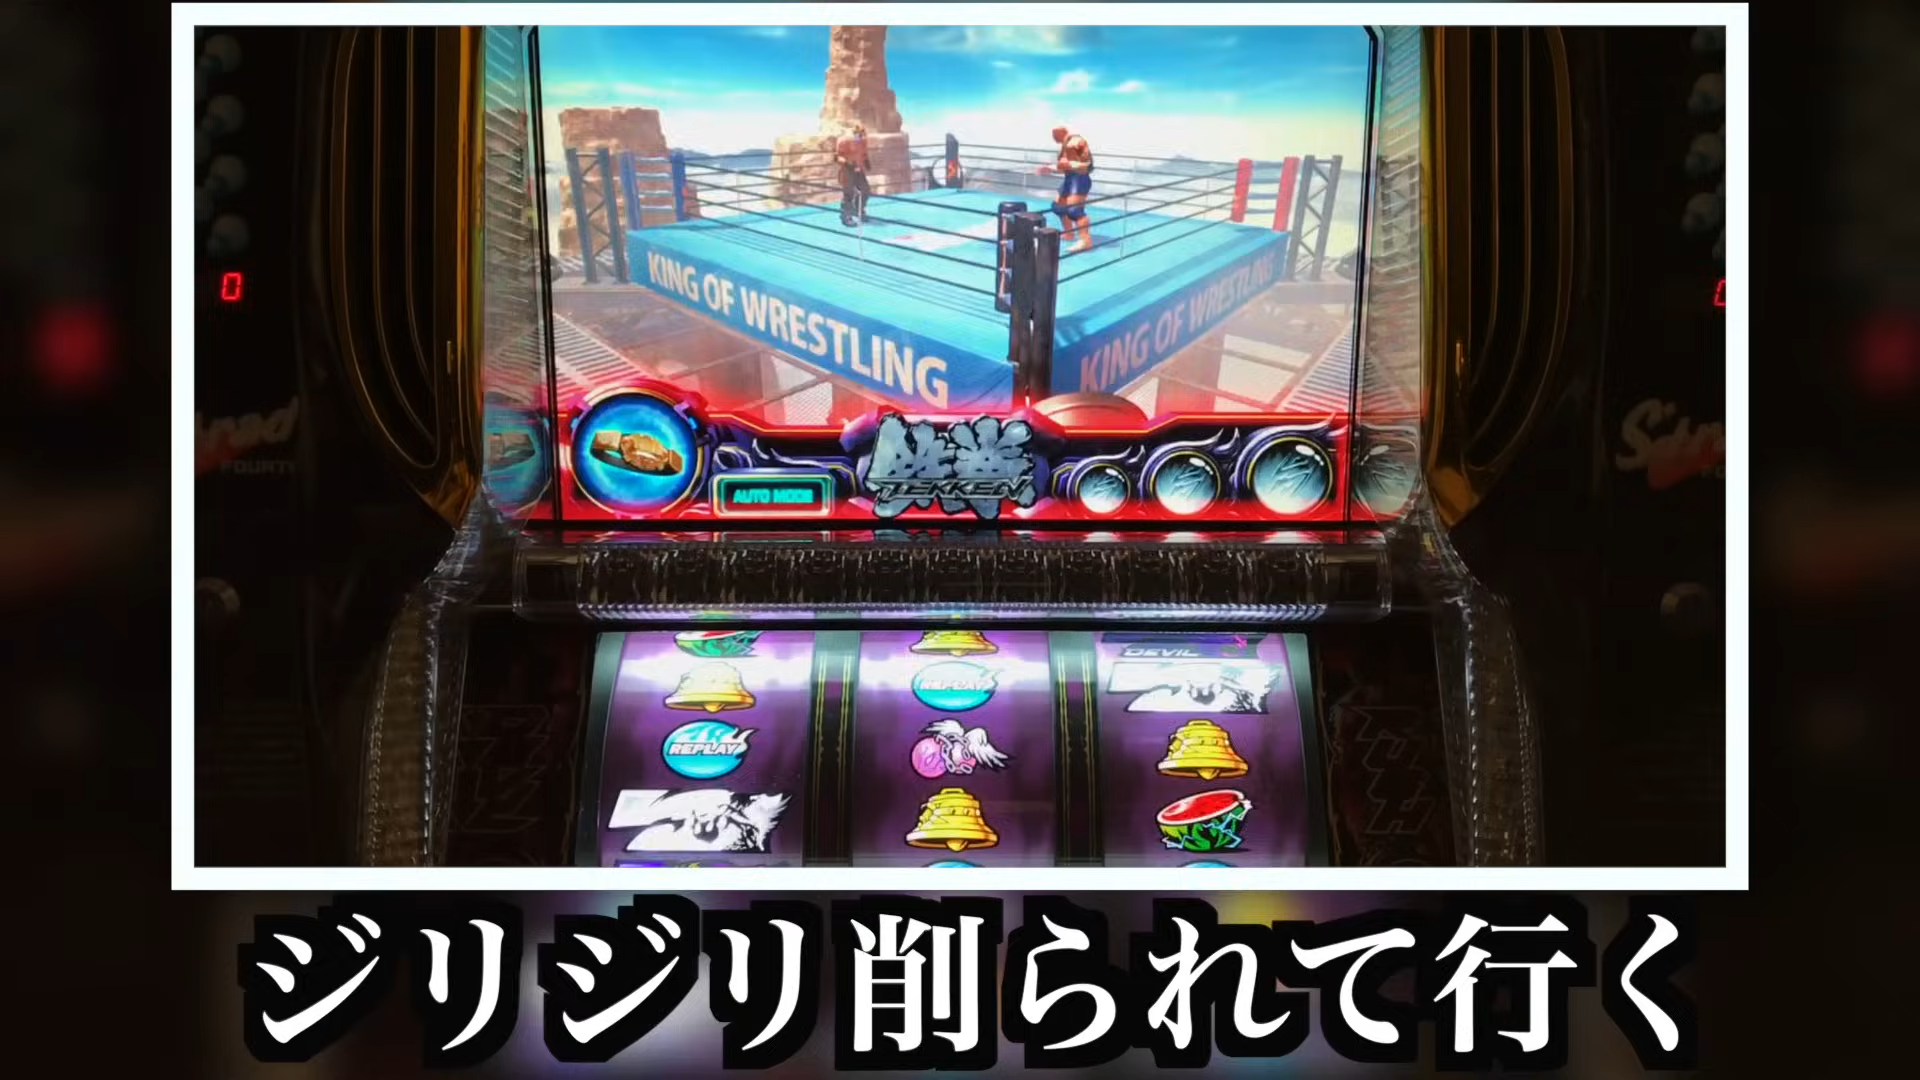 KING OF WRESTLING
KING OF WRESTLING
AUTO MODE
鉄拳
TEKKEN
0
DEVIL
REPLAY
REPLAY
ジリジリ削られて行く